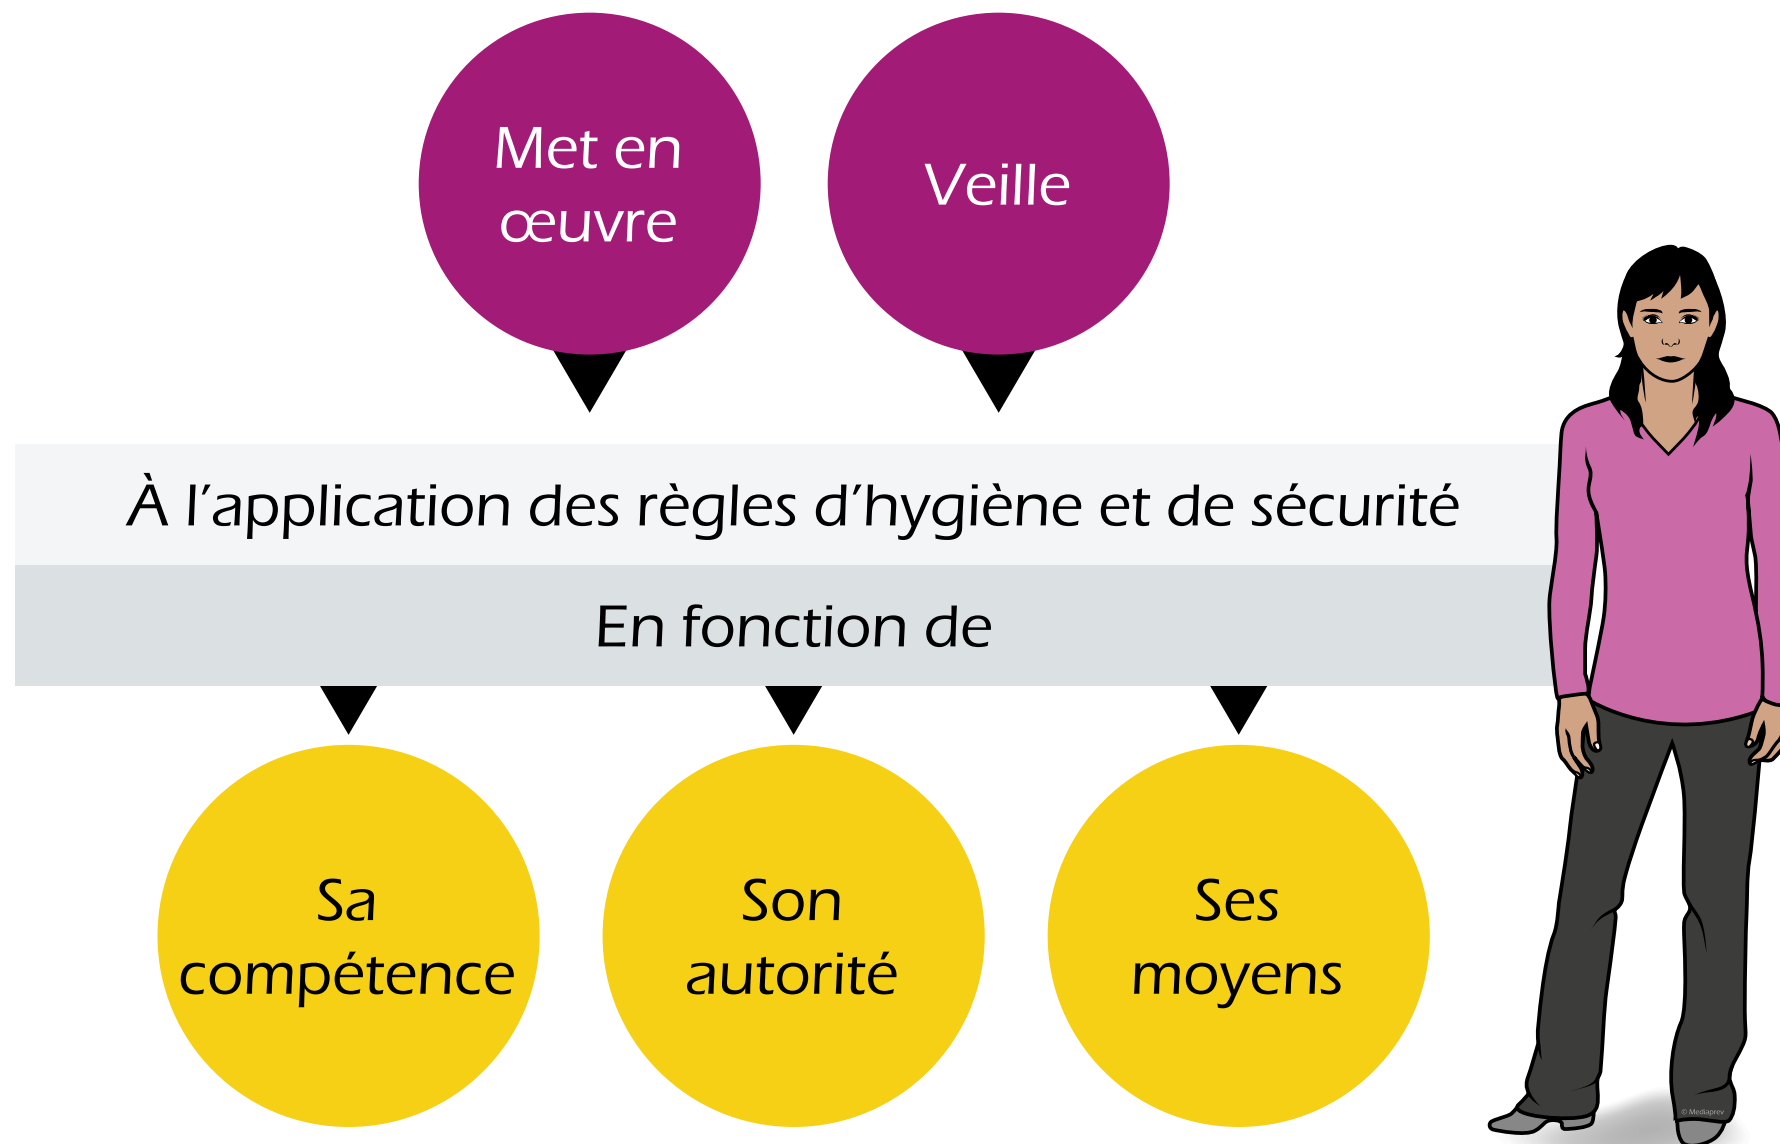 Met en
œuvre
Veille
À l'application des règles d'hygiène et de sécurité
En fonction de
Sa
compétence
Son
autorité
Ses
moyens
© Mediaprev